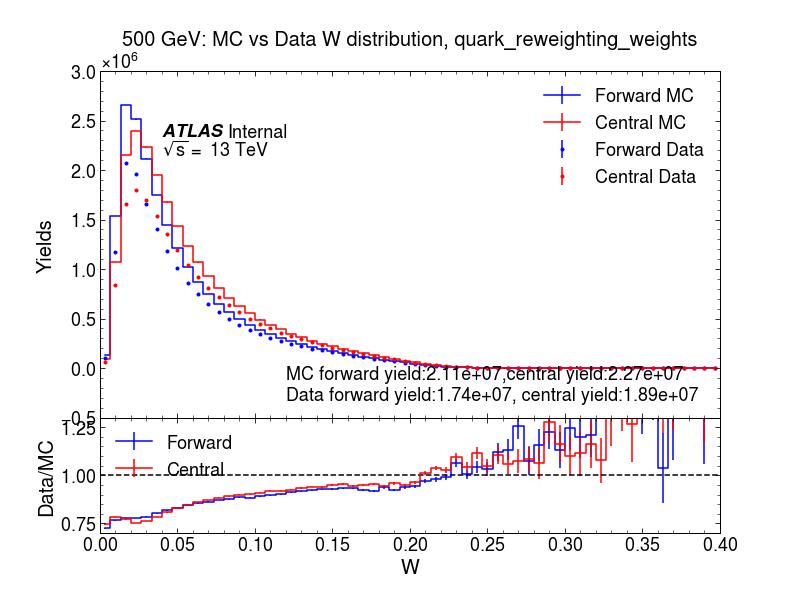 500 GeV: MC vs Data W distribution, quark_reweighting_weights
×10⁶
3.0
2.5
2.0
1.5
1.0
0.5
0.0
0.5
Yields
ATLAS Internal
√s = 13 TeV
Forward MC
Central MC
Forward Data
Central Data
MC forward yield:2.11e+07,central yield:2.27e+07
Data forward yield:1.74e+07, central yield:1.89e+07
1.25
1.00
0.75
Data/MC
Forward
Central
0.00 0.05 0.10 0.15 0.20 0.25 0.30 0.35 0.40
W